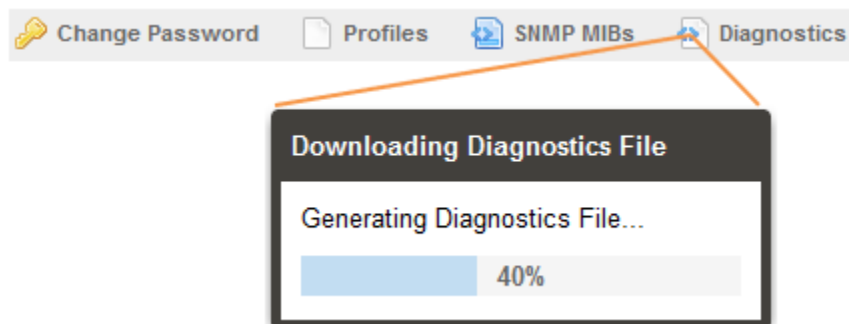 Change Password Profiles SNMP MIBs Diagnostics
Downloading Diagnostics File
Generating Diagnostics File...
40%